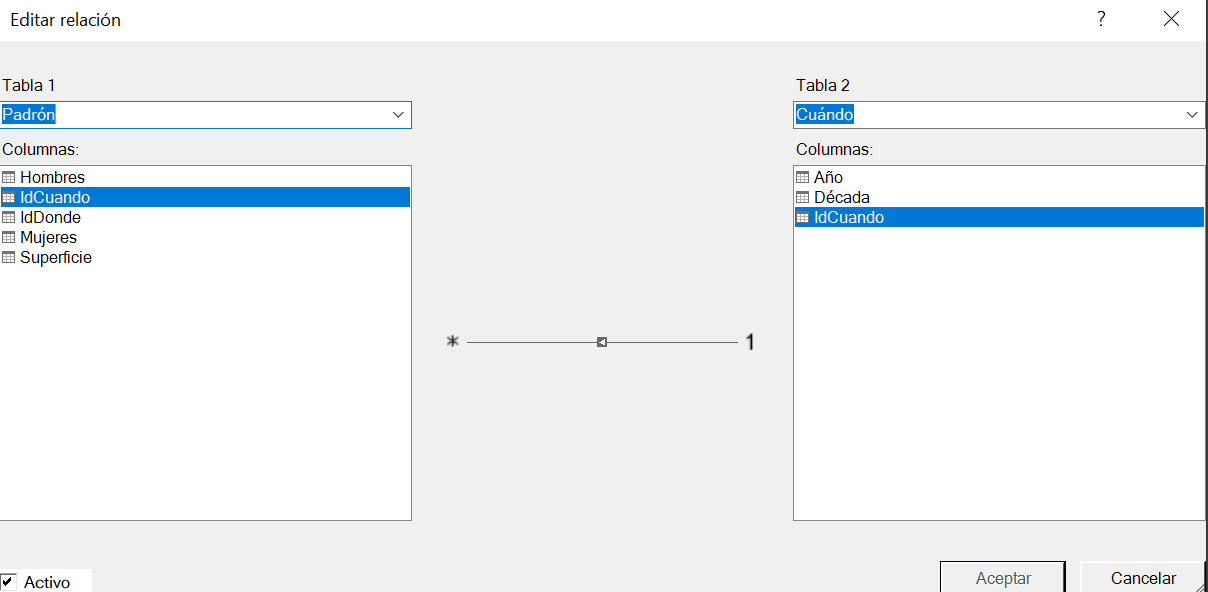 Editar relación
?
Tabla 1
Padrón
Columnas:
Hombres
IdCuando
IdDonde
Mujeres
Superficie
* 1
Tabla 2
Cuándo
Columnas:
Año
Década
IdCuando
Activo
Aceptar
Cancelar